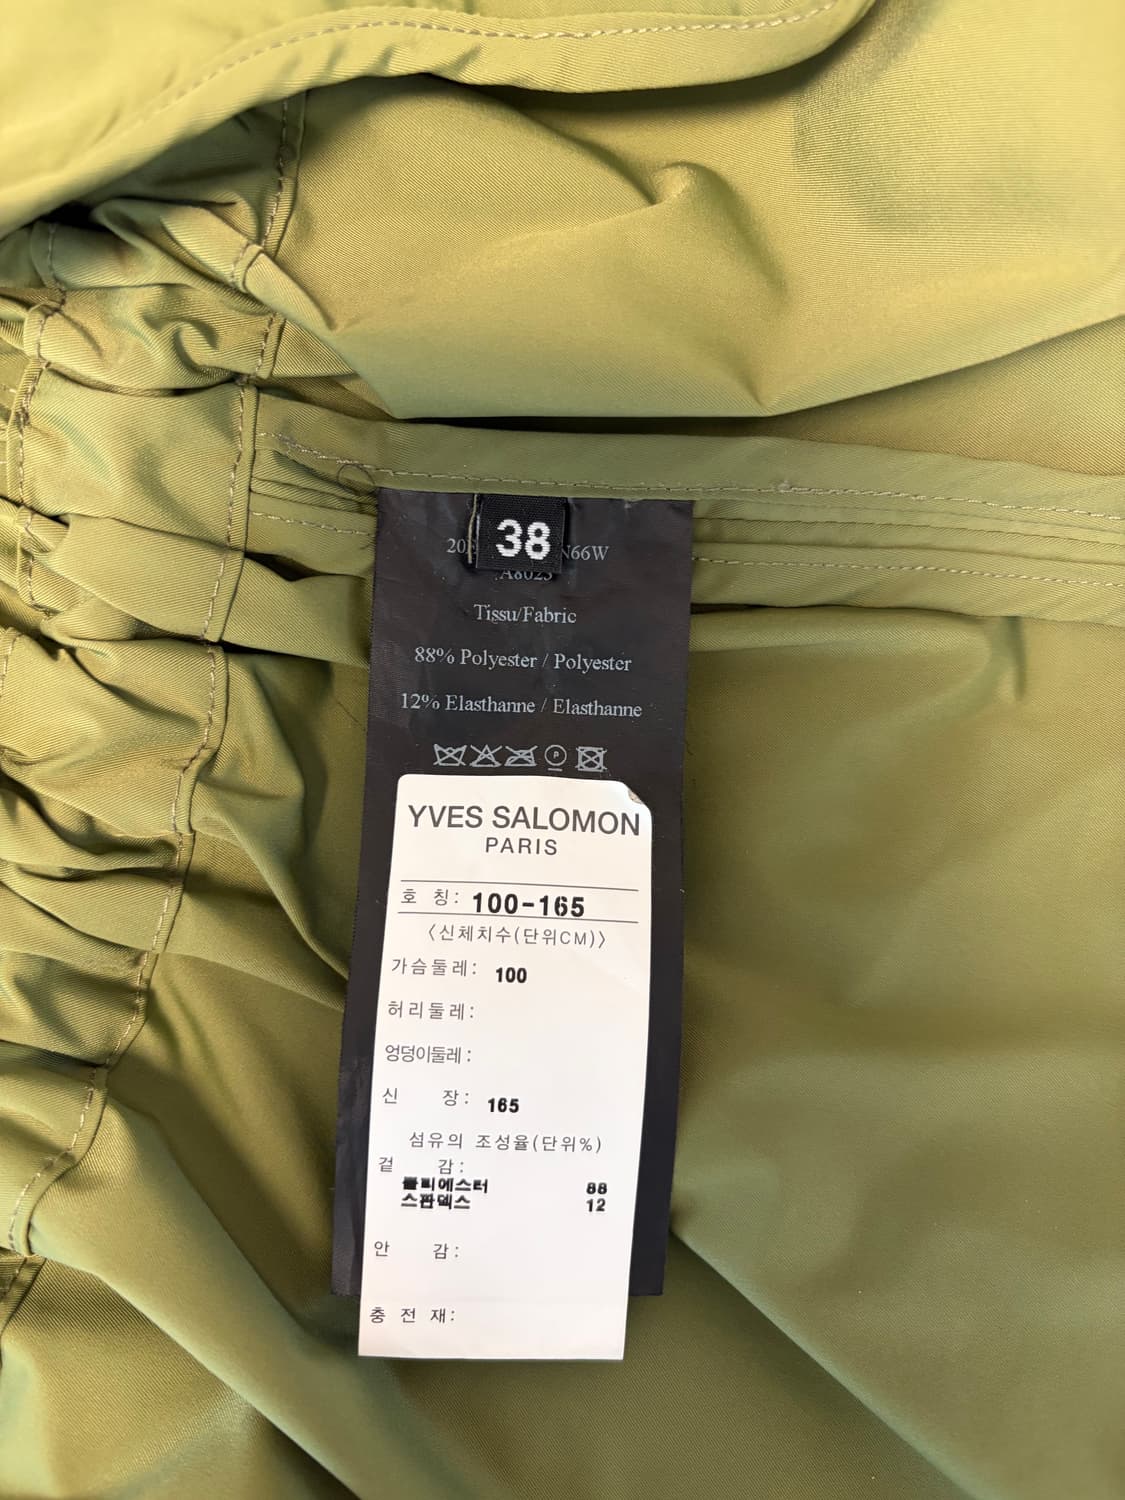 38
N66W
A8025
Tissu/Fabric
88% Polyester / Polyester
12% Elasthanne / Elasthanne
P
YVES SALOMON
PARIS
호 칭: 100-165
〈신체치수(단위CM)〉
가슴둘레: 100
허리둘레:
엉덩이둘레:
신 장: 165
섬유의 조성율(단위%)
겉 감:
폴리에스터 88
스판덱스 12
안 감:
충 전 재: